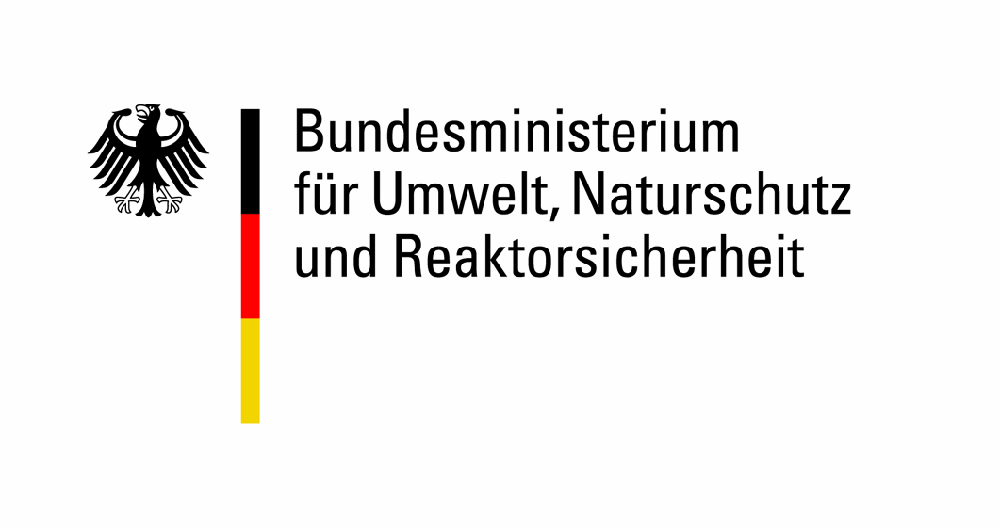 Bundesministerium
für Umwelt, Naturschutz
und Reaktorsicherheit